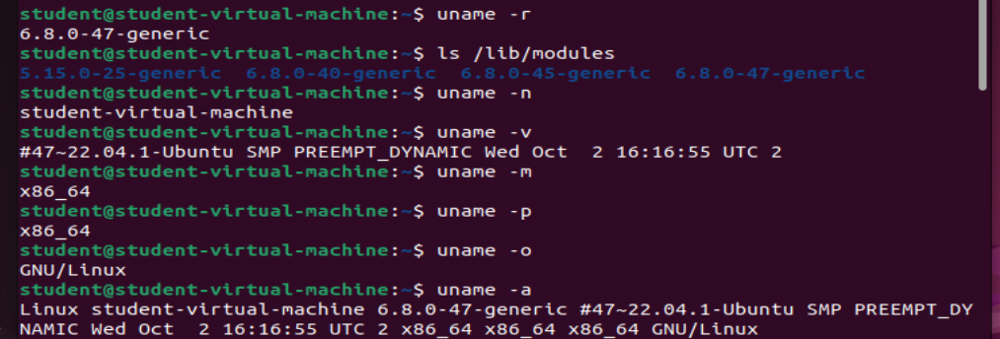 student@student-virtual-machine:~$ uname -r
6.8.0-47-generic
student@student-virtual-machine:~$ ls /lib/modules
5.15.0-25-generic  6.8.0-40-generic  6.8.0-45-generic  6.8.0-47-generic
student@student-virtual-machine:~$ uname -n
student-virtual-machine
student@student-virtual-machine:~$ uname -v
#47~22.04.1-Ubuntu SMP PREEMPT_DYNAMIC Wed Oct  2 16:16:55 UTC 2
student@student-virtual-machine:~$ uname -m
x86_64
student@student-virtual-machine:~$ uname -p
x86_64
student@student-virtual-machine:~$ uname -o
GNU/Linux
student@student-virtual-machine:~$ uname -a
Linux student-virtual-machine 6.8.0-47-generic #47~22.04.1-Ubuntu SMP PREEMPT_DY
NAMIC Wed Oct  2 16:16:55 UTC 2 x86_64 x86_64 x86_64 GNU/Linux